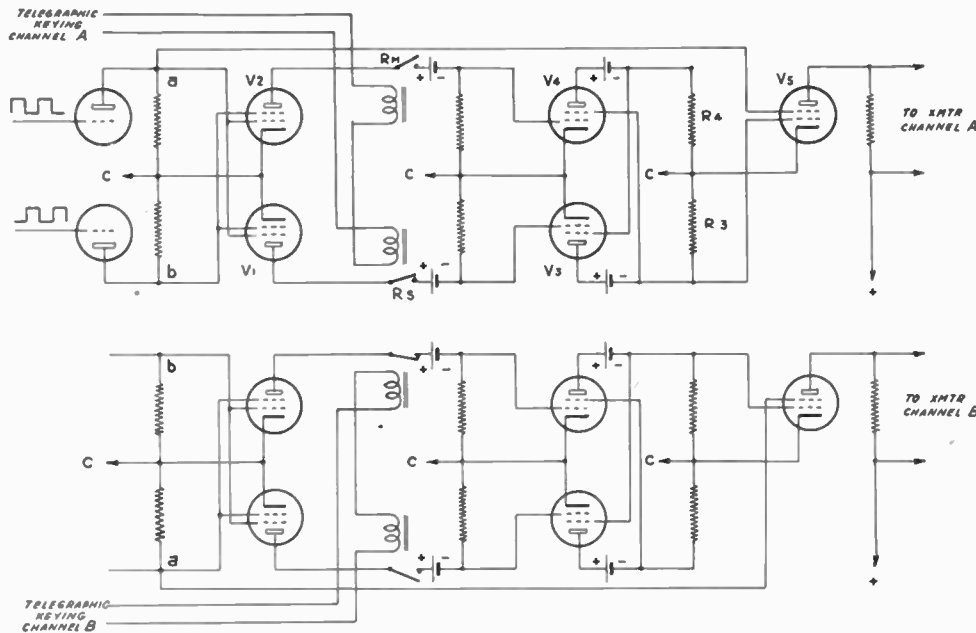 TELEGRAPHIC
KEYING
CHANNEL A
a
V2
RM
+ -
V4
+ -
V5
R4
TO XMTR
CHANNEL A
C
C
C
R3
b
V1
+ -
RS
V3
+ -
+
b
+ -
+ -
TO XMTR
CHANNEL B
C
C
C
a
+ -
+ -
+
TELEGRAPHIC
KEYING
CHANNEL B